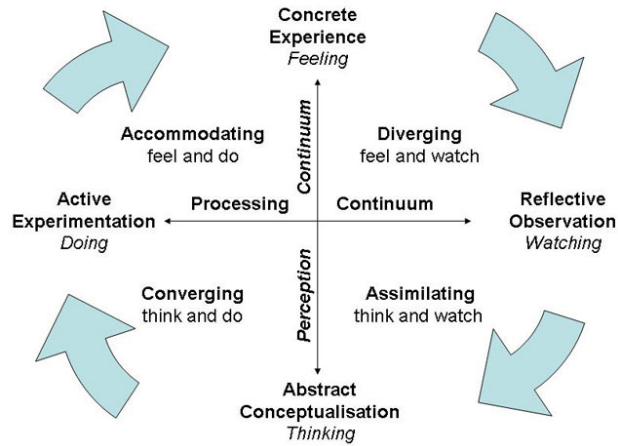 Concrete
Experience
Feeling
Accommodating
feel and do
Continuum
Diverging
feel and watch
Active
Experimentation
Doing
Processing
Continuum
Reflective
Observation
Watching
Converging
think and do
Perception
Assimilating
think and watch
Abstract
Conceptualisation
Thinking